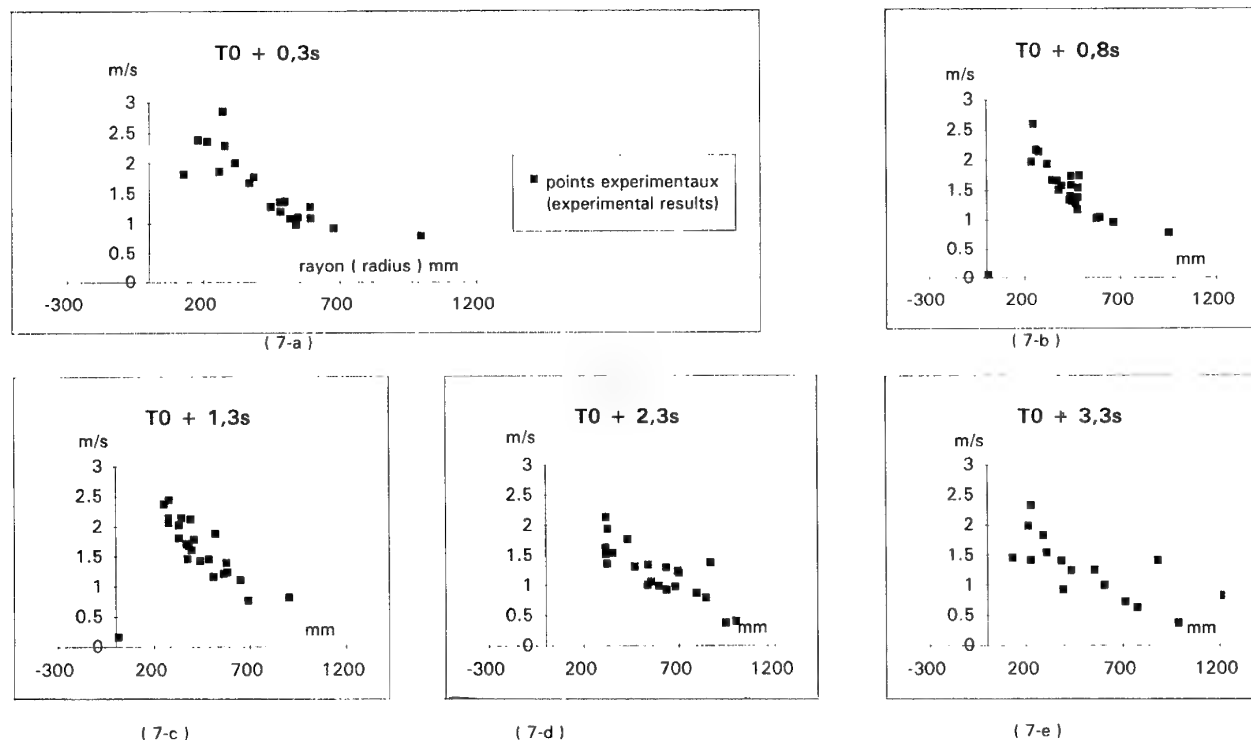 T0 + 0,3s
m/s
3
2.5
2
1.5
1
0.5
0
rayon ( radius ) mm
-300
200
700
1200
points experimentaux
(experimental results)
( 7-a )
T0 + 0,8s
m/s
3
2.5
2
1.5
1
0.5
0
mm
-300
200
700
1200
( 7-b )
T0 + 1,3s
m/s
3
2.5
2
1.5
1
0.5
0
mm
-300
200
700
1200
( 7-c )
T0 + 2,3s
m/s
3
2.5
2
1.5
1
0.5
0
mm
-300
200
700
1200
( 7-d )
T0 + 3,3s
m/s
3
2.5
2
1.5
1
0.5
0
mm
-300
200
700
1200
( 7-e )